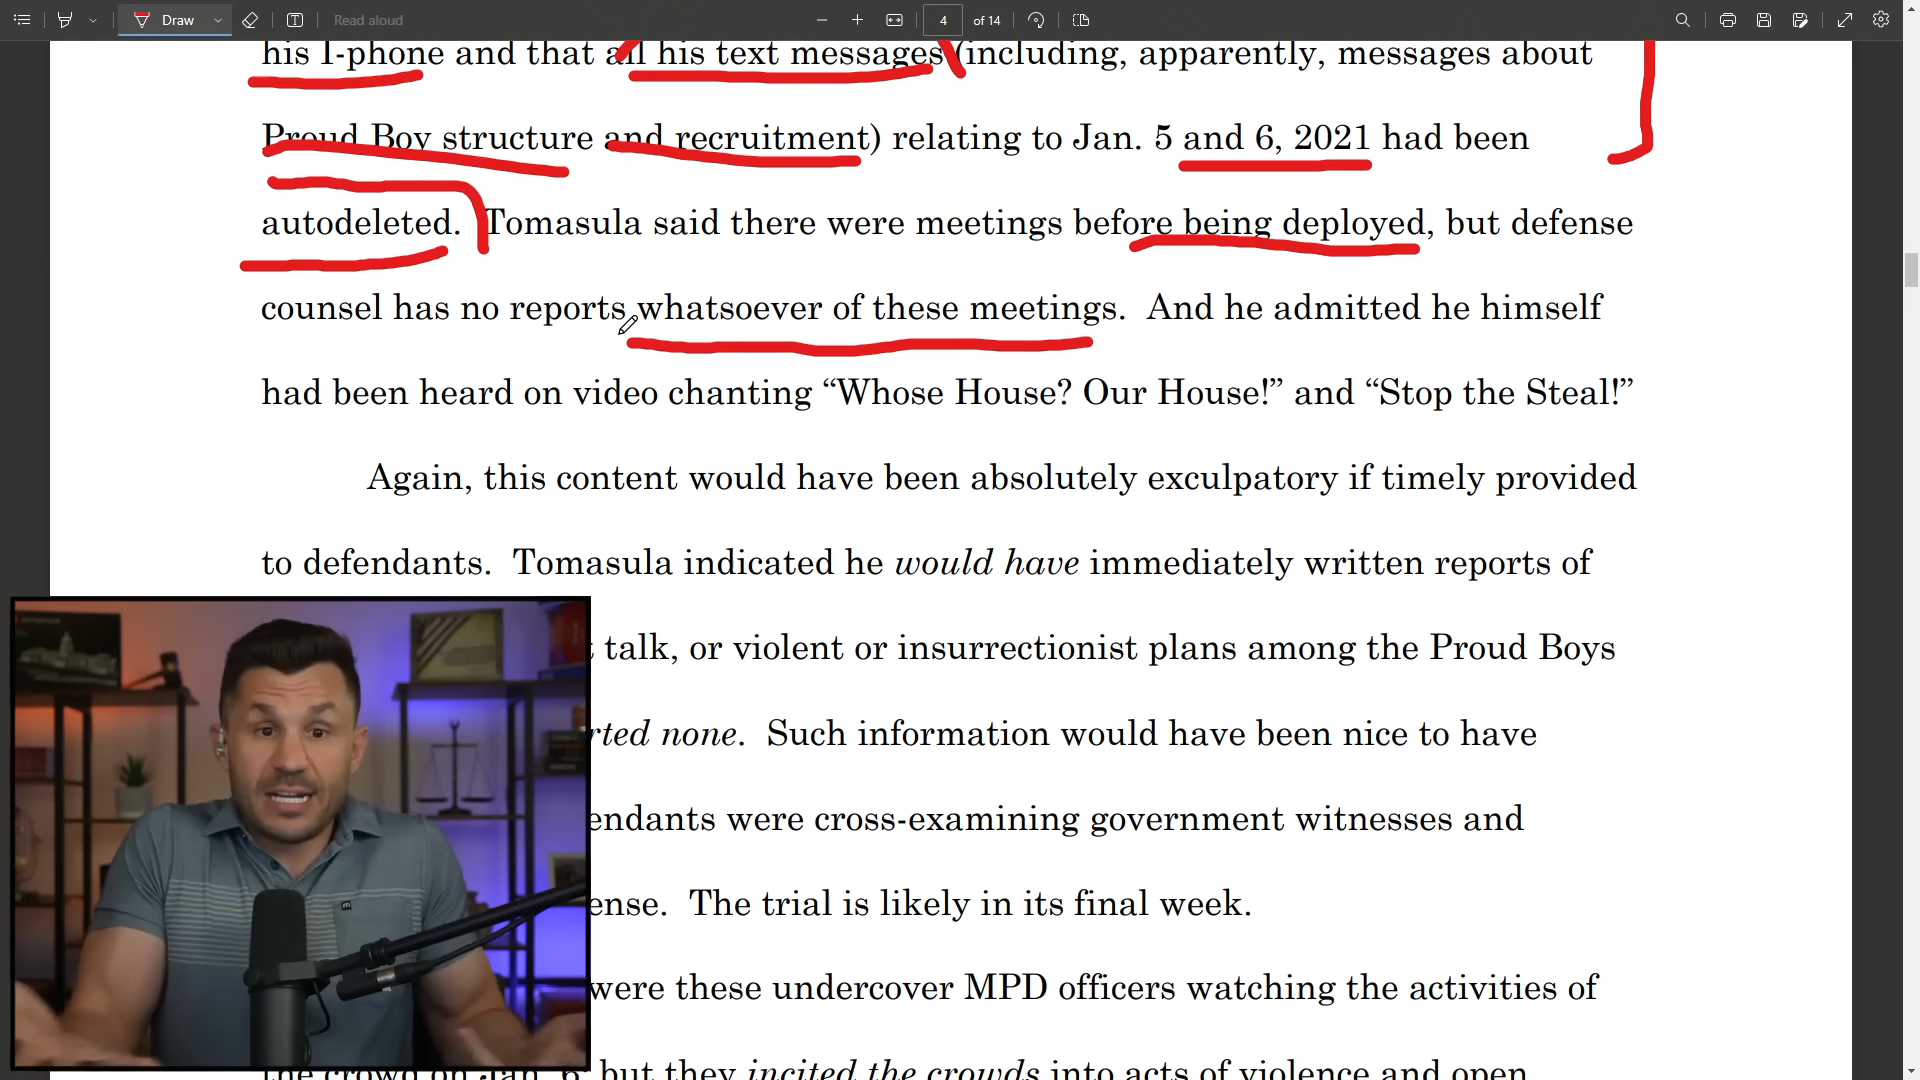 Draw
Read aloud
4 of 14
his I-phone and that all his text messages (including, apparently, messages about
Proud Boy structure and recruitment) relating to Jan. 5 and 6, 2021 had been
autodeleted. Tomasula said there were meetings before being deployed, but defense
counsel has no reports whatsoever of these meetings. And he admitted he himself
had been heard on video chanting “Whose House? Our House!” and “Stop the Steal!”
Again, this content would have been absolutely exculpatory if timely provided
to defendants. Tomasula indicated he would have immediately written reports of
talk, or violent or insurrectionist plans among the Proud Boys
rted none. Such information would have been nice to have
endants were cross-examining government witnesses and
ense. The trial is likely in its final week.
were these undercover MPD officers watching the activities of
the crowd on Jan. 6, but they incited the crowds into acts of violence and open